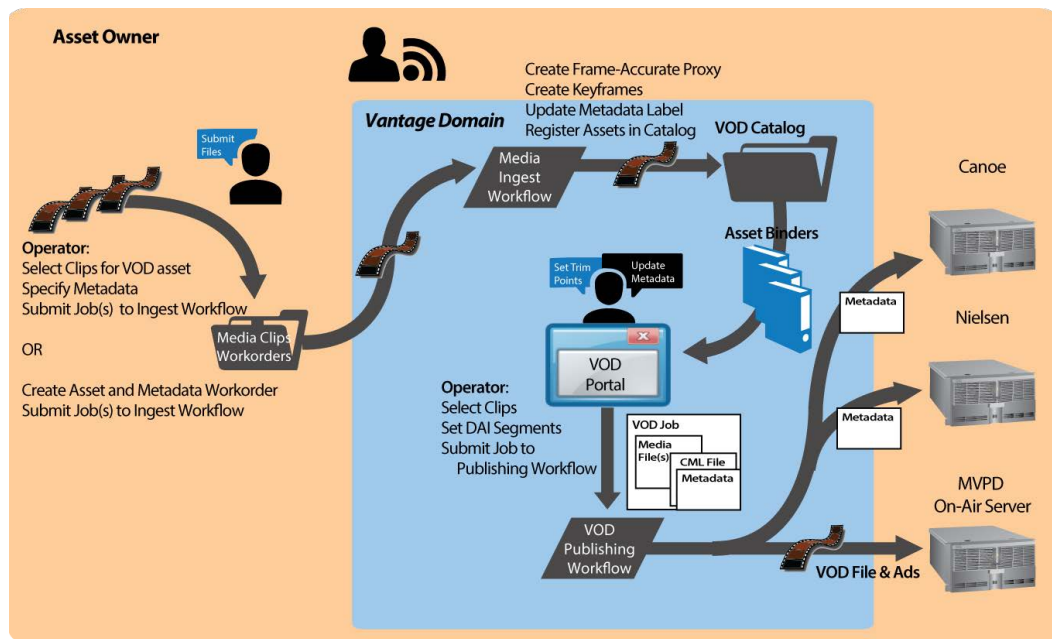 Asset Owner
Submit
Files
Operator:
Select Clips for VOD asset
Specify Metadata
Submit Job(s) to Ingest Workflow
OR
Create Asset and Metadata Workorder
Submit Job(s) to Ingest Workflow
Media Clips
Workorders
Vantage Domain
Create Frame-Accurate Proxy
Create Keyframes
Update Metadata Label
Register Assets in Catalog
Media
Ingest
Workflow
VOD Catalog
Asset Binders
Set Trim
Points
Update
Metadata
VOD
Portal
Operator:
Select Clips
Set DAI Segments
Submit Job to
Publishing Workflow
VOD Job
Media
File(s)
CML File
Metadata
VOD
Publishing
Workflow
Canoe
Metadata
Nielsen
Metadata
MVPD
On-Air Server
VOD File & Ads